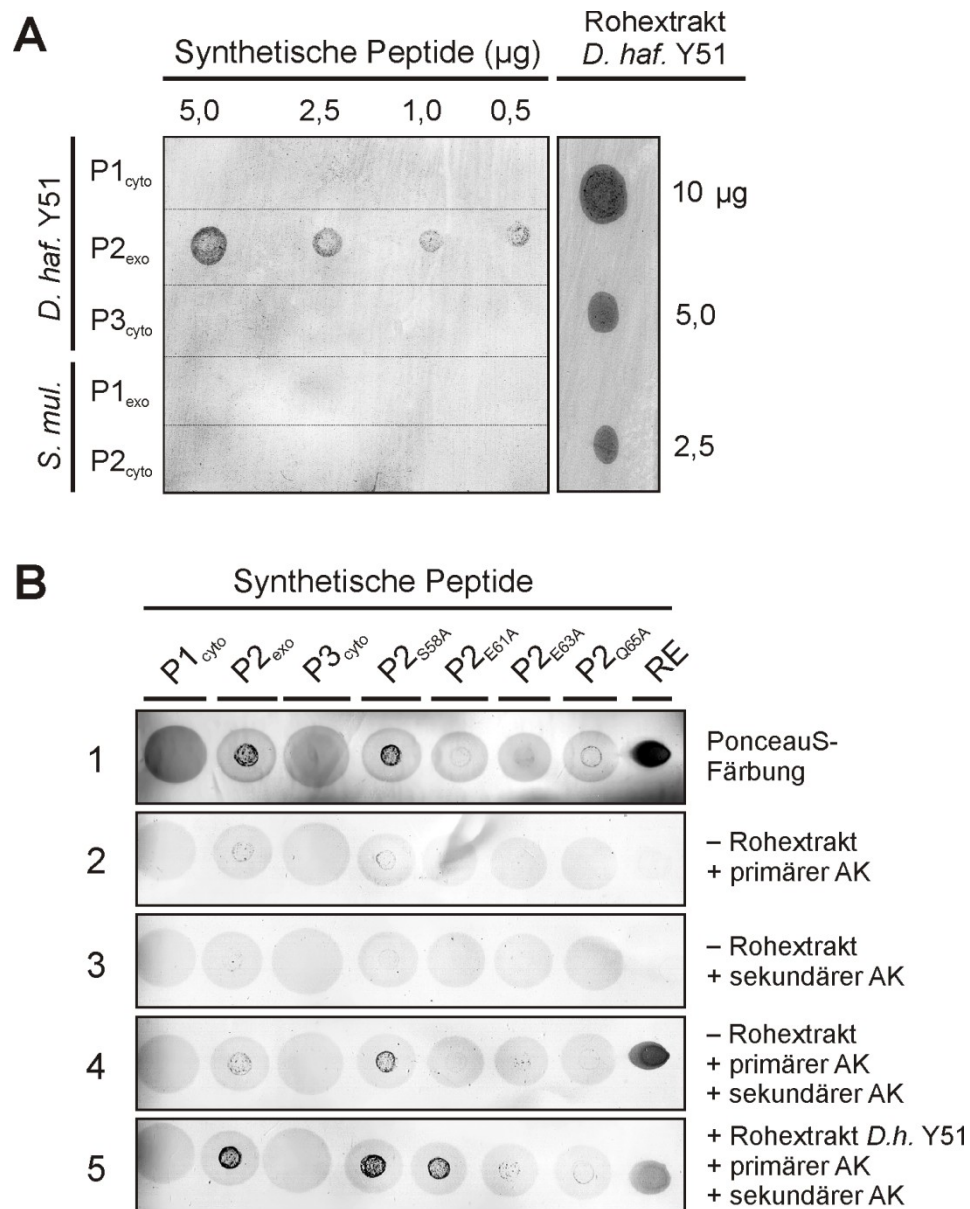 A
Synthetische Peptide (µg)
Rohextrakt
D. haf. Y51
5,0 2,5 1,0 0,5
D. haf. Y51
P1cyto
P2exo
P3cyto
S. mul.
P1exo
P2cyto
10 µg
5,0
2,5
B
Synthetische Peptide
P1cyto P2exo P3cyto P2S58A P2E61A P2E63A P2Q65A RE
1
PonceauS-
Färbung
2
– Rohextrakt
+ primärer AK
3
– Rohextrakt
+ sekundärer AK
4
– Rohextrakt
+ primärer AK
+ sekundärer AK
5
+ Rohextrakt D.h. Y51
+ primärer AK
+ sekundärer AK